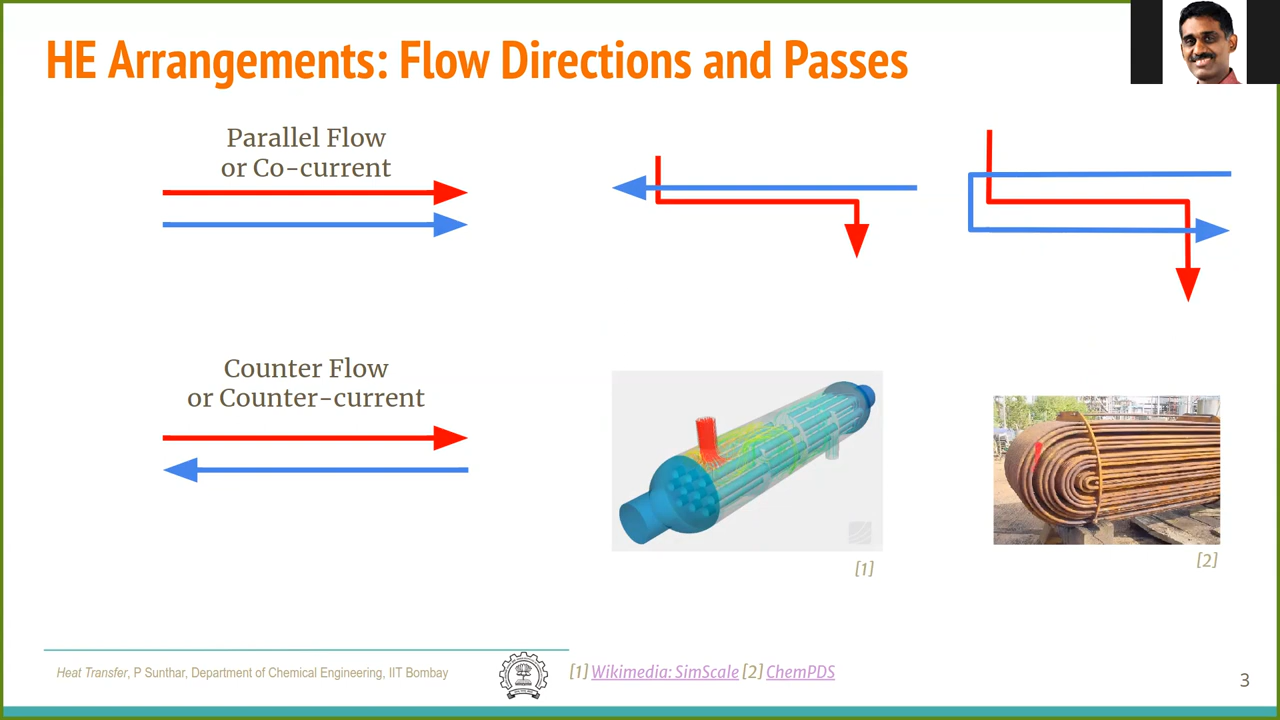 HE Arrangements: Flow Directions and Passes
Parallel Flow
or Co-current
Counter Flow
or Counter-current
[1]
[2]
Heat Transfer, P Sunthar, Department of Chemical Engineering, IIT Bombay
[1] Wikimedia: SimScale [2] ChemPDS
3